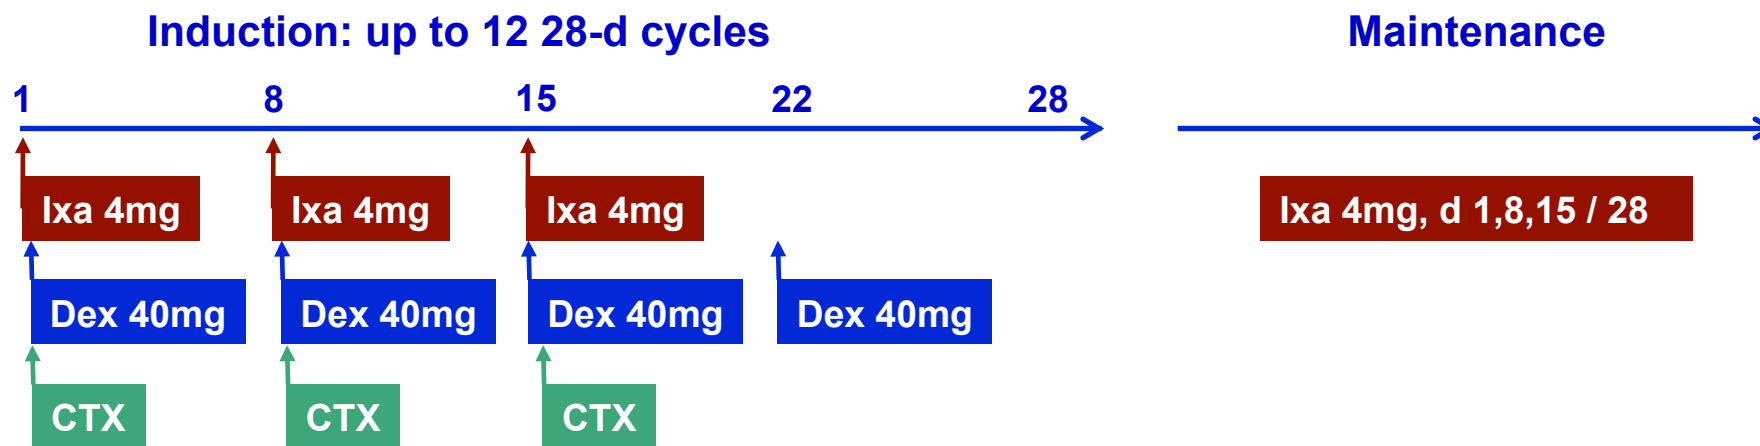 Induction: up to 12 28-d cycles
Maintenance
1 8 15 22 28
Ixa 4mg Ixa 4mg Ixa 4mg
Ixa 4mg, d 1,8,15 / 28
Dex 40mg Dex 40mg Dex 40mg Dex 40mg
CTX CTX CTX